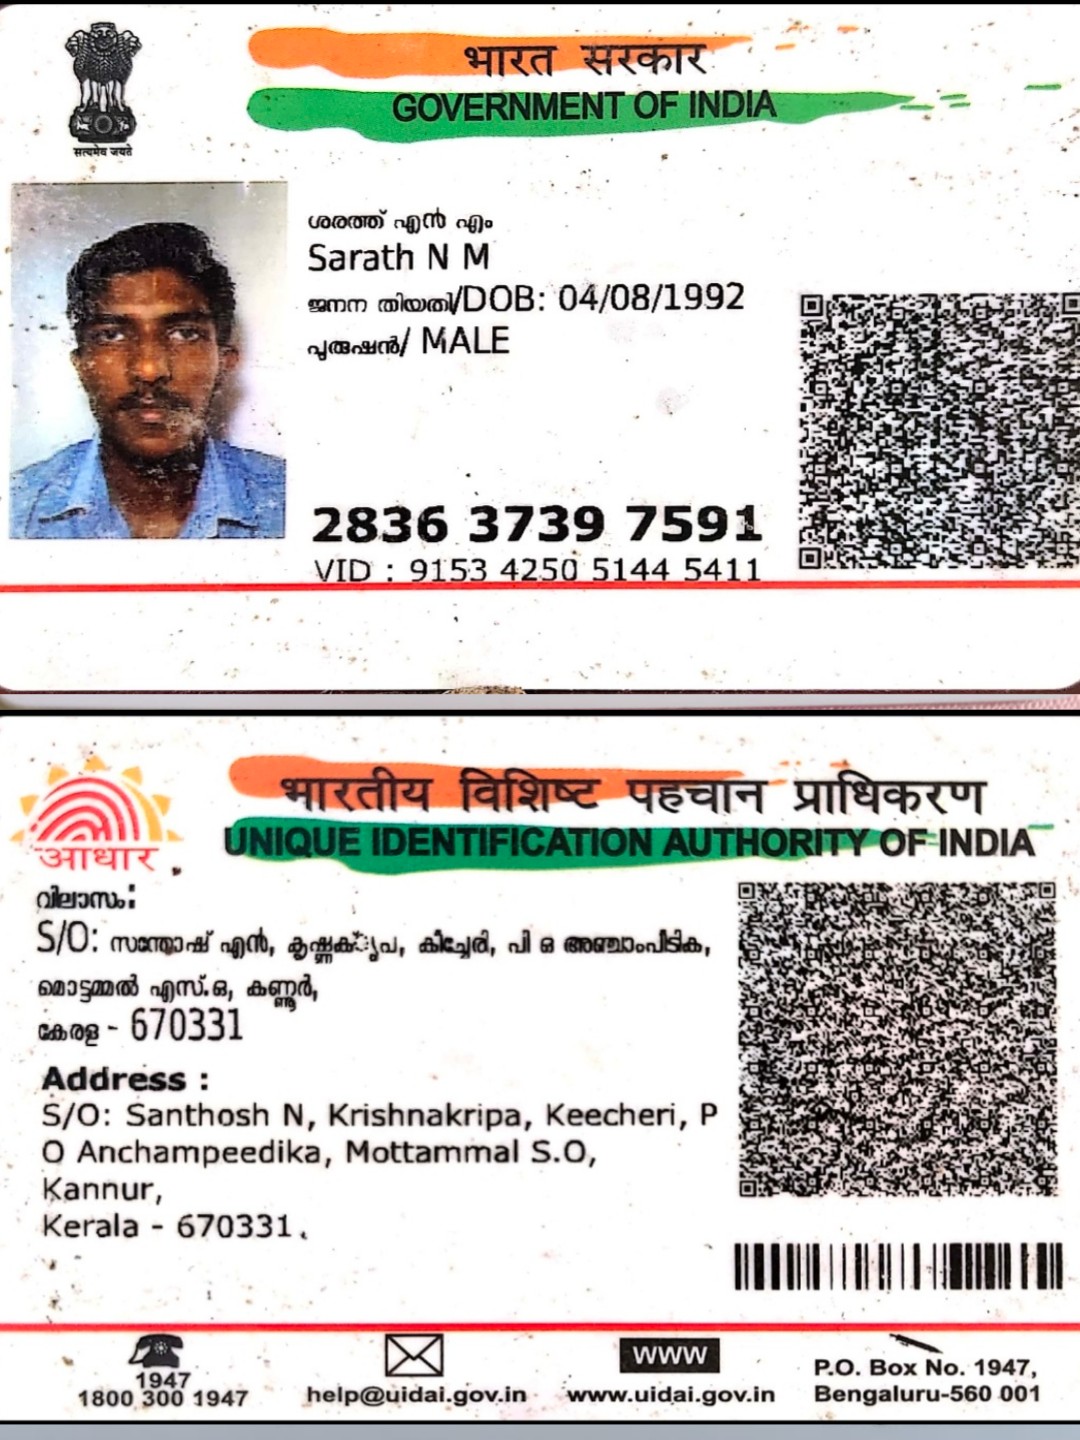 भारत सरकार
GOVERNMENT OF INDIA
सत्यमेव जयते
ശരത്ത് എൻ എം
Sarath N M
ജനന തിയതി/DOB: 04/08/1992
പുരുഷൻ/ MALE
2836 3739 7591
VID : 9153 4250 5144 5411
भारतीय विशिष्ट पहचान प्राधिकरण
UNIQUE IDENTIFICATION AUTHORITY OF INDIA
आधार
വിലാസം:
S/O: സന്തോഷ് എൻ, കൃഷ്ണക്ൃപ, കീച്ചേരി, പി ഒ അഞ്ചാംപീടിക,
മൊട്ടമ്മൽ എസ്.ഒ, കണ്ണൂർ,
കേരള - 670331
Address :
S/O: Santhosh N, Krishnakripa, Keecheri, P
O Anchampeedika, Mottammal S.O,
Kannur,
Kerala - 670331.
1947
1800 300 1947
help@uidai.gov.in
www
www.uidai.gov.in
P.O. Box No. 1947,
Bengaluru-560 001